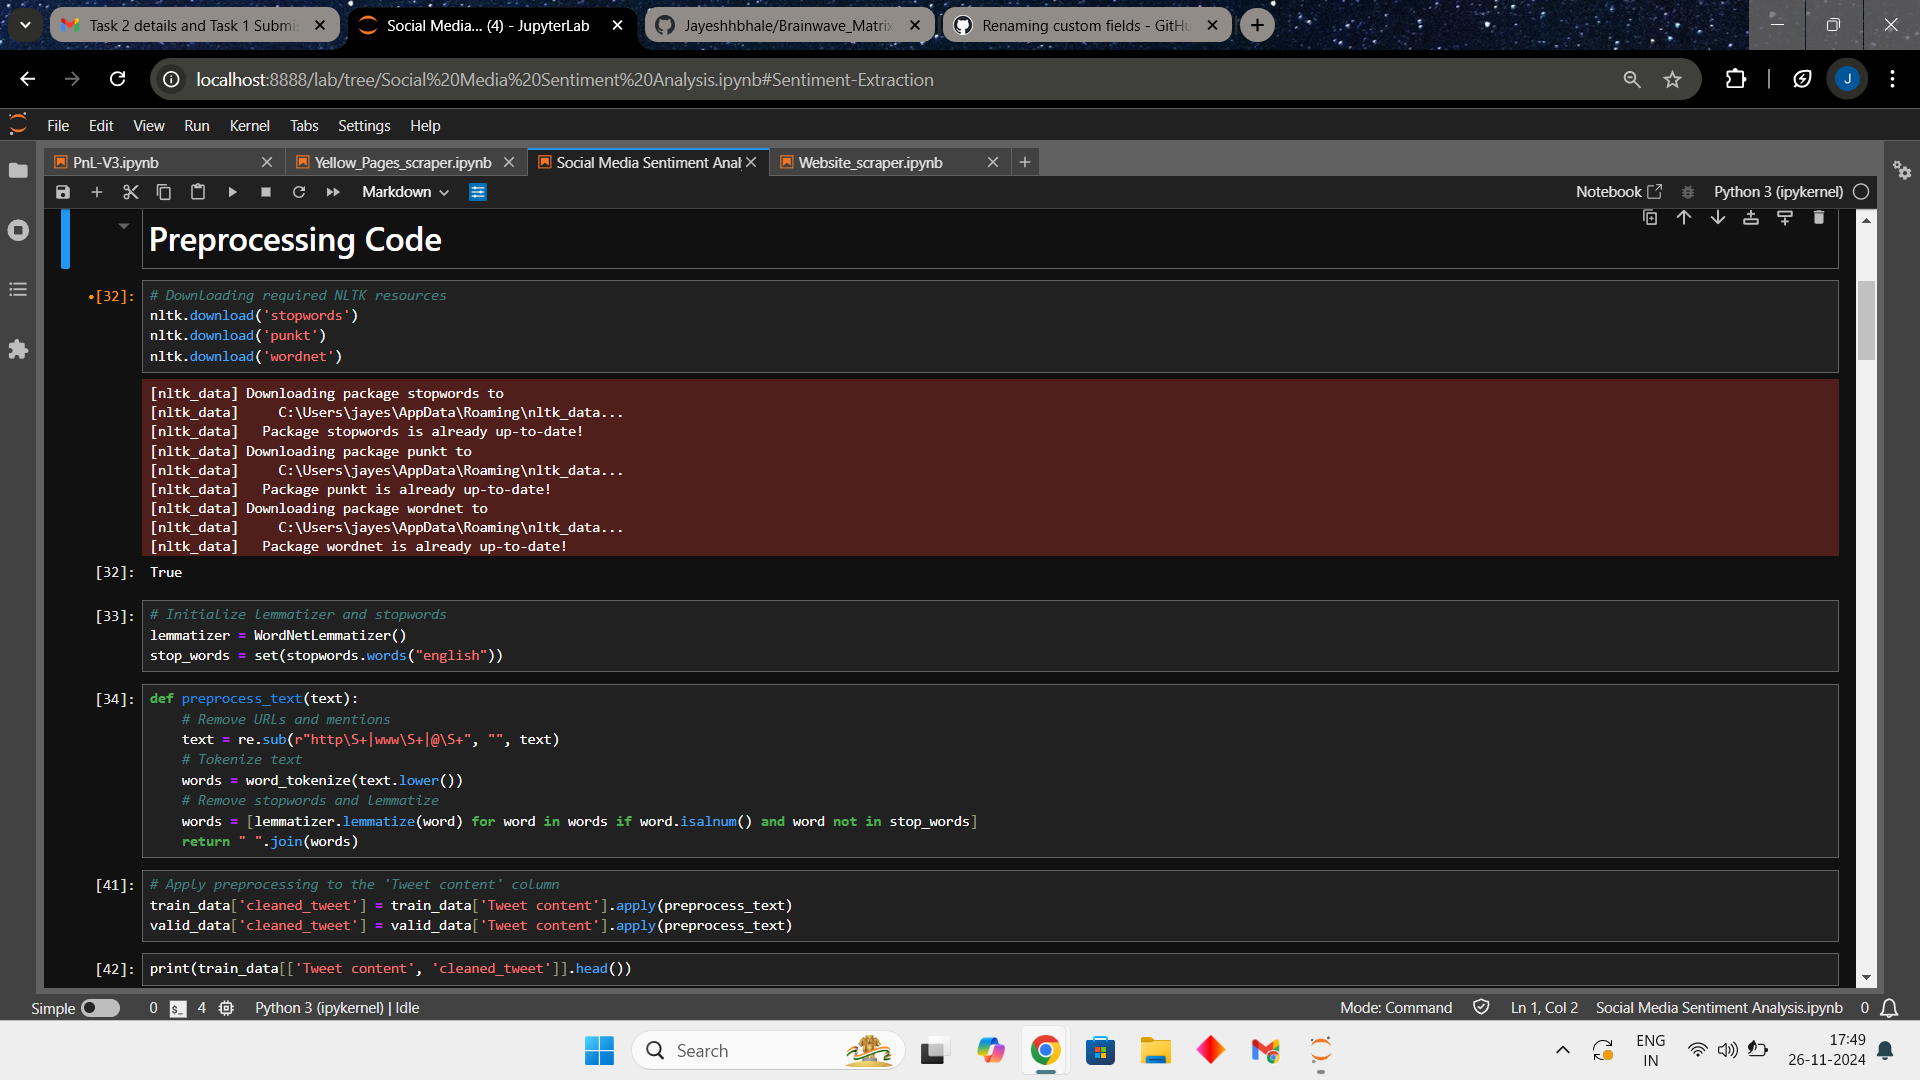 Task 2 details and Task 1 Submi
Social Media... (4) - JupyterLab
Jayeshhbhale/Brainwave_Matrix
Renaming custom fields - GitHu
localhost:8888/lab/tree/Social%20Media%20Sentiment%20Analysis.ipynb#Sentiment-Extraction
J
File Edit View Run Kernel Tabs Settings Help
PnL-V3.ipynb
Yellow_Pages_scraper.ipynb
Social Media Sentiment Anal
Website_scraper.ipynb
Markdown
Notebook
Python 3 (ipykernel)
Preprocessing Code
[32]:
# Downloading required NLTK resources
nltk.download('stopwords')
nltk.download('punkt')
nltk.download('wordnet')
[nltk_data] Downloading package stopwords to
[nltk_data]     C:\Users\jayes\AppData\Roaming\nltk_data...
[nltk_data]   Package stopwords is already up-to-date!
[nltk_data] Downloading package punkt to
[nltk_data]     C:\Users\jayes\AppData\Roaming\nltk_data...
[nltk_data]   Package punkt is already up-to-date!
[nltk_data] Downloading package wordnet to
[nltk_data]     C:\Users\jayes\AppData\Roaming\nltk_data...
[nltk_data]   Package wordnet is already up-to-date!
[32]: True
[33]:
# Initialize lemmatizer and stopwords
lemmatizer = WordNetLemmatizer()
stop_words = set(stopwords.words("english"))
[34]:
def preprocess_text(text):
    # Remove URLs and mentions
    text = re.sub(r"http\S+|www\S+|@\S+", "", text)
    # Tokenize text
    words = word_tokenize(text.lower())
    # Remove stopwords and lemmatize
    words = [lemmatizer.lemmatize(word) for word in words if word.isalnum() and word not in stop_words]
    return " ".join(words)
[41]:
# Apply preprocessing to the 'Tweet content' column
train_data['cleaned_tweet'] = train_data['Tweet content'].apply(preprocess_text)
valid_data['cleaned_tweet'] = valid_data['Tweet content'].apply(preprocess_text)
[42]: print(train_data[['Tweet content', 'cleaned_tweet']].head())
Simple 0 $_ 4 Python 3 (ipykernel) | Idle
Mode: Command Ln 1, Col 2 Social Media Sentiment Analysis.ipynb 0
Search
ENG
IN
17:49
26-11-2024